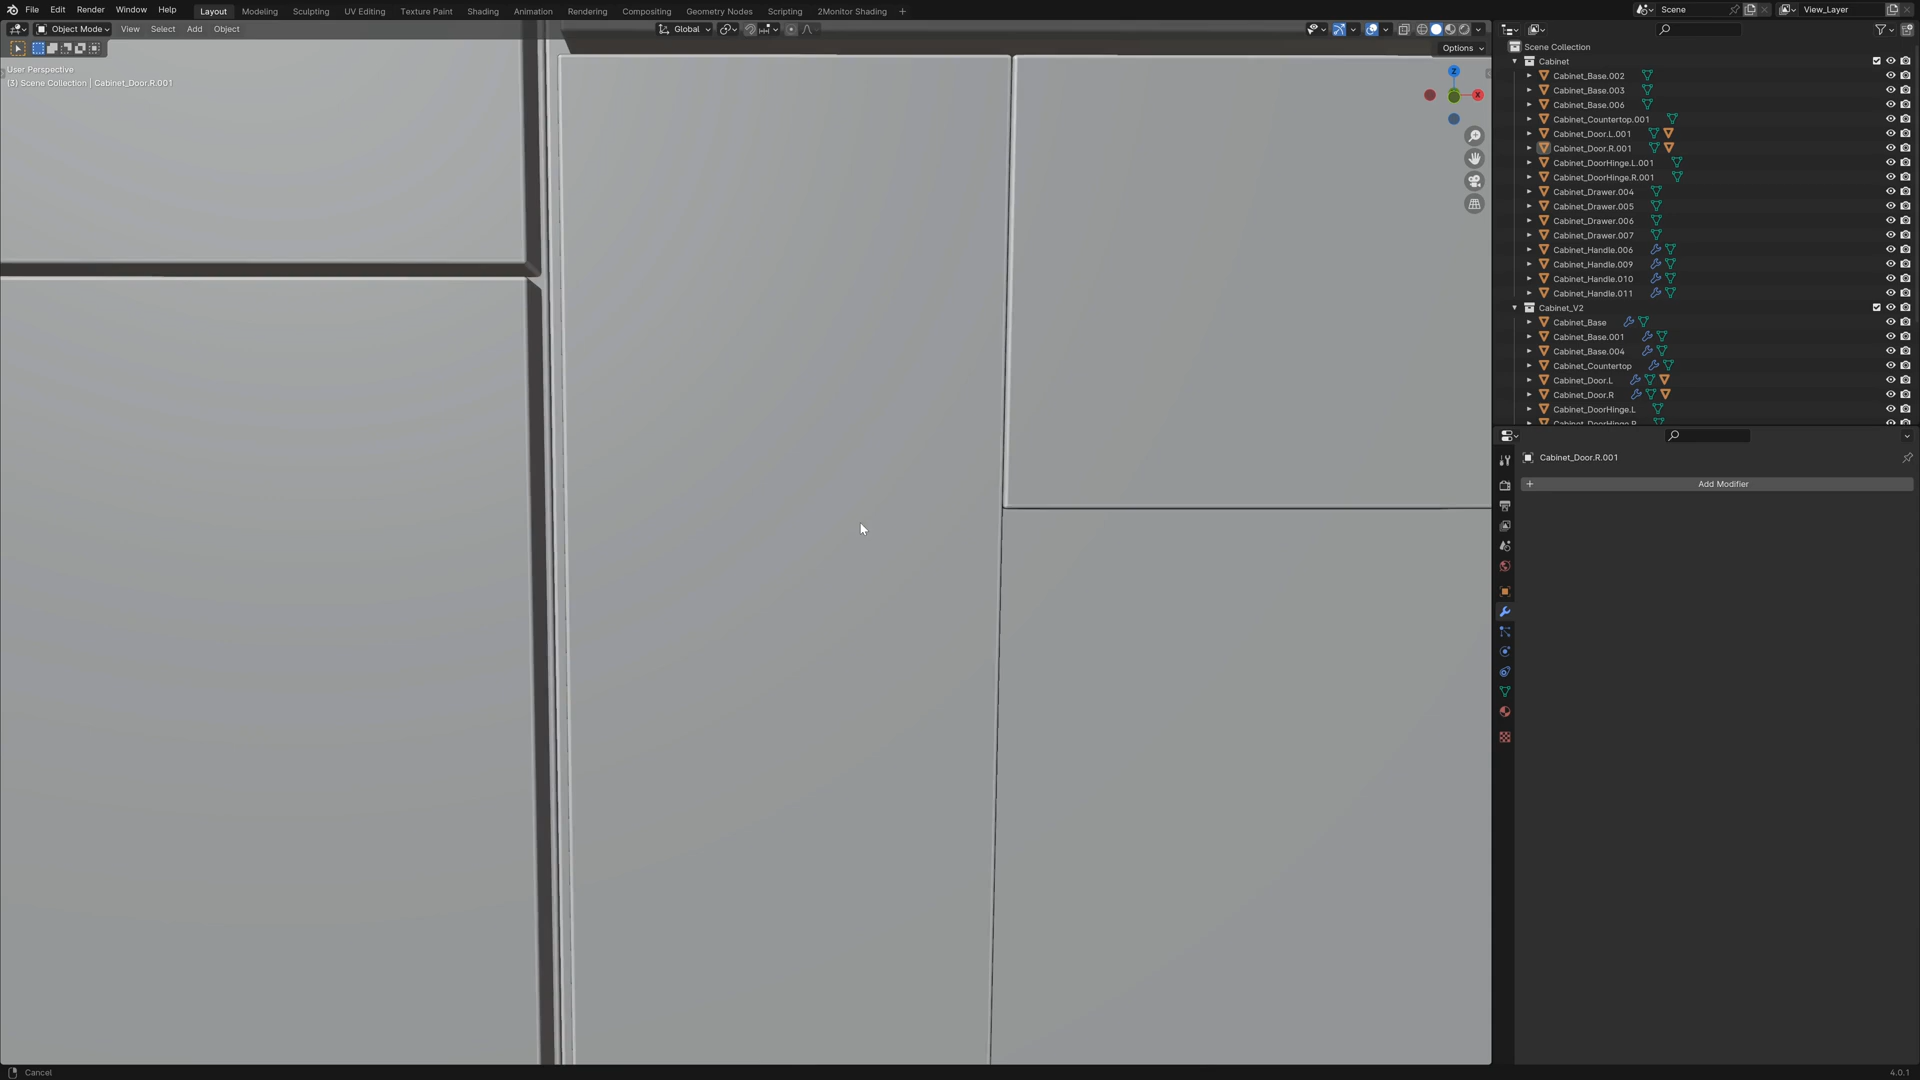 File Edit Render Window Help Layout Modeling Sculpting UV Editing Texture Paint Shading Animation Rendering Compositing Geometry Nodes Scripting 2Monitor Shading + Scene View_Layer
Object Mode View Select Add Object Global
Options
User Perspective
(3) Scene Collection | Cabinet_Door.R.001
Z
X
Scene Collection
Cabinet
Cabinet_Base.002
Cabinet_Base.003
Cabinet_Base.006
Cabinet_Countertop.001
Cabinet_Door.L.001
Cabinet_Door.R.001
Cabinet_DoorHinge.L.001
Cabinet_DoorHinge.R.001
Cabinet_Drawer.004
Cabinet_Drawer.005
Cabinet_Drawer.006
Cabinet_Drawer.007
Cabinet_Handle.006
Cabinet_Handle.009
Cabinet_Handle.010
Cabinet_Handle.011
Cabinet_V2
Cabinet_Base
Cabinet_Base.001
Cabinet_Base.004
Cabinet_Countertop
Cabinet_Door.L
Cabinet_Door.R
Cabinet_DoorHinge.L
Cabinet_DoorHinge.R
Cabinet_Door.R.001
+ Add Modifier
Cancel
4.0.1